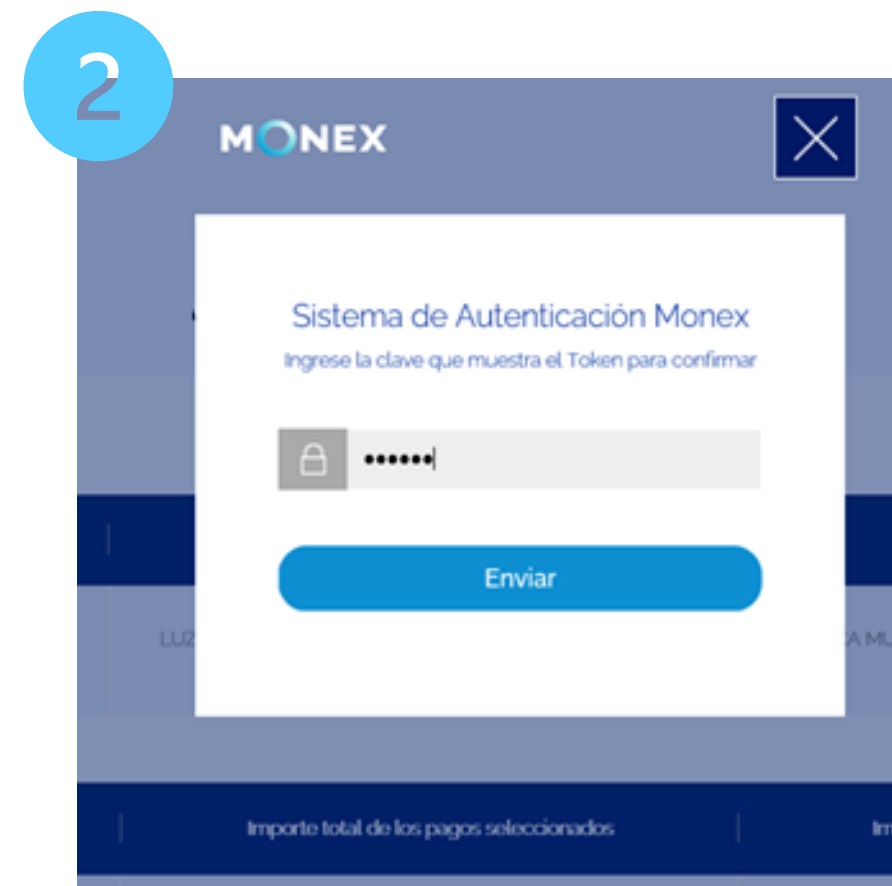 2
MONEX
Sistema de Autenticación Monex
Ingrese la clave que muestra el Token para confirmar
••••••
Enviar
Importe total de los pagos seleccionados